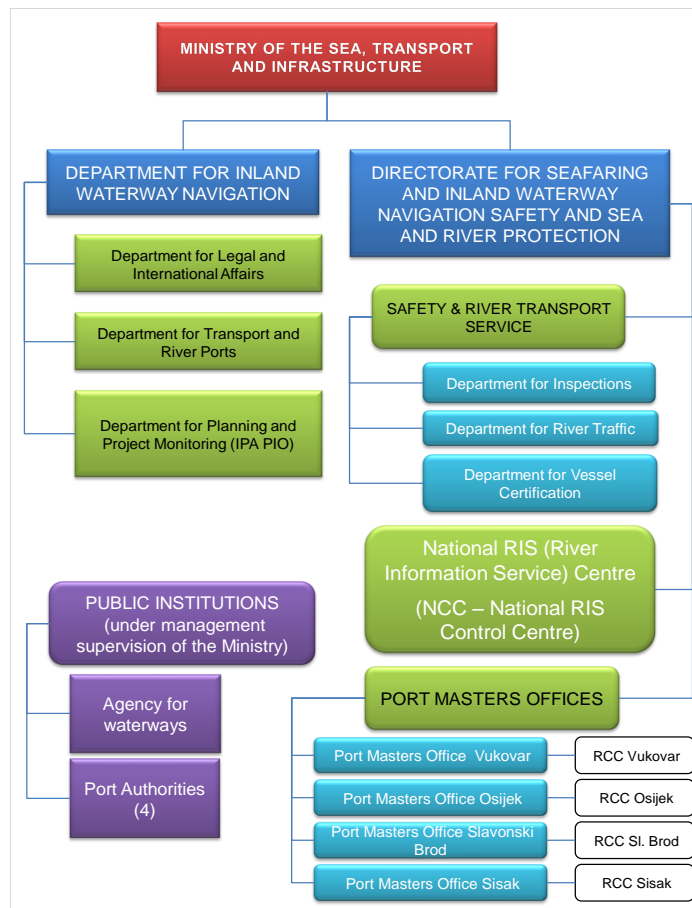 MINISTRY OF THE SEA, TRANSPORT
AND INFRASTRUCTURE
DEPARTMENT FOR INLAND
WATERWAY NAVIGATION
DIRECTORATE FOR SEAFARING
AND INLAND WATERWAY
NAVIGATION SAFETY AND SEA
AND RIVER PROTECTION
Department for Legal and
International Affairs
Department for Transport and
River Ports
Department for Planning and
Project Monitoring (IPA PIO)
SAFETY & RIVER TRANSPORT
SERVICE
Department for Inspections
Department for River Traffic
Department for Vessel
Certification
National RIS (River
Information Service) Centre
(NCC – National RIS
Control Centre)
PUBLIC INSTITUTIONS
(under management
supervision of the Ministry)
Agency for
waterways
Port Authorities
(4)
PORT MASTERS OFFICES
Port Masters Office Vukovar
RCC Vukovar
Port Masters Office Osijek
RCC Osijek
Port Masters Office Slavonski
Brod
RCC Sl. Brod
Port Masters Office Sisak
RCC Sisak